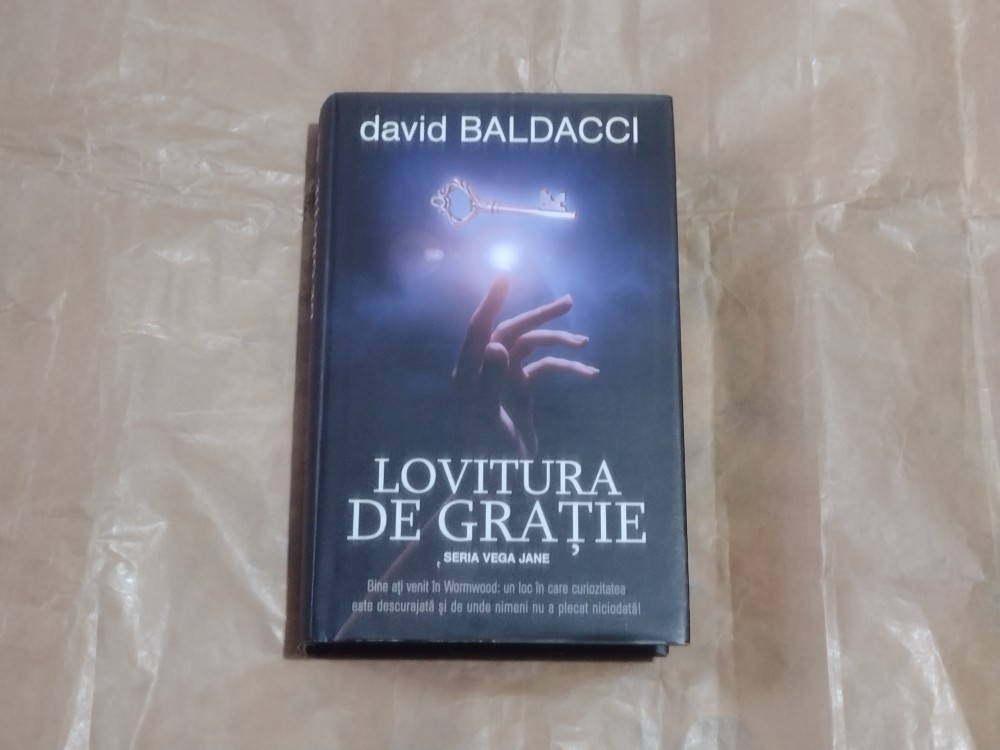 david BALDACCI
LOVITURA
DE GRAȚIE
SERIA VEGA JANE
Bine ați venit în Wormwood: un loc în care curiozitatea
este descurajată și de unde nimeni nu a plecat niciodată!